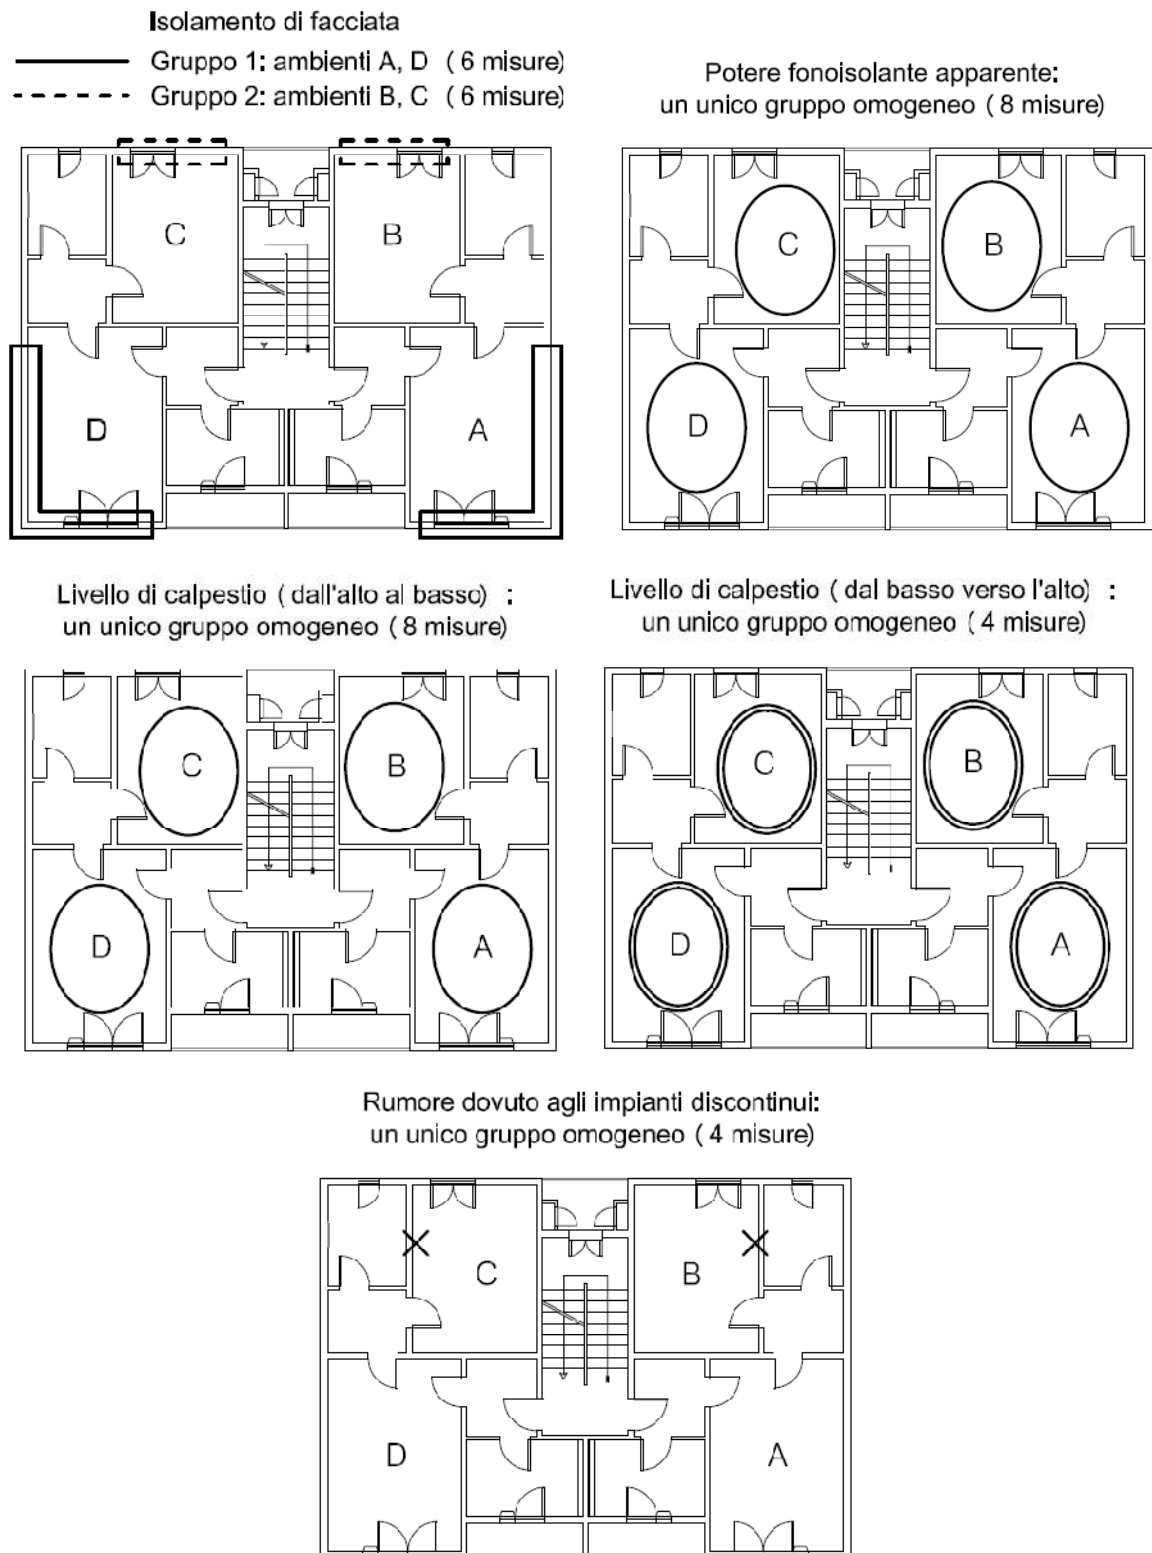 Isolamento di facciata
Gruppo 1: ambienti A, D ( 6 misure)
Gruppo 2: ambienti B, C ( 6 misure)
C
B
D
A
Potere fonoisolante apparente:
un unico gruppo omogeneo ( 8 misure)
C
B
D
A
Livello di calpestio ( dall'alto al basso) :
un unico gruppo omogeneo ( 8 misure)
C
B
D
A
Livello di calpestio ( dal basso verso l'alto) :
un unico gruppo omogeneo ( 4 misure)
C
B
D
A
Rumore dovuto agli impianti discontinui:
un unico gruppo omogeneo ( 4 misure)
C
B
D
A